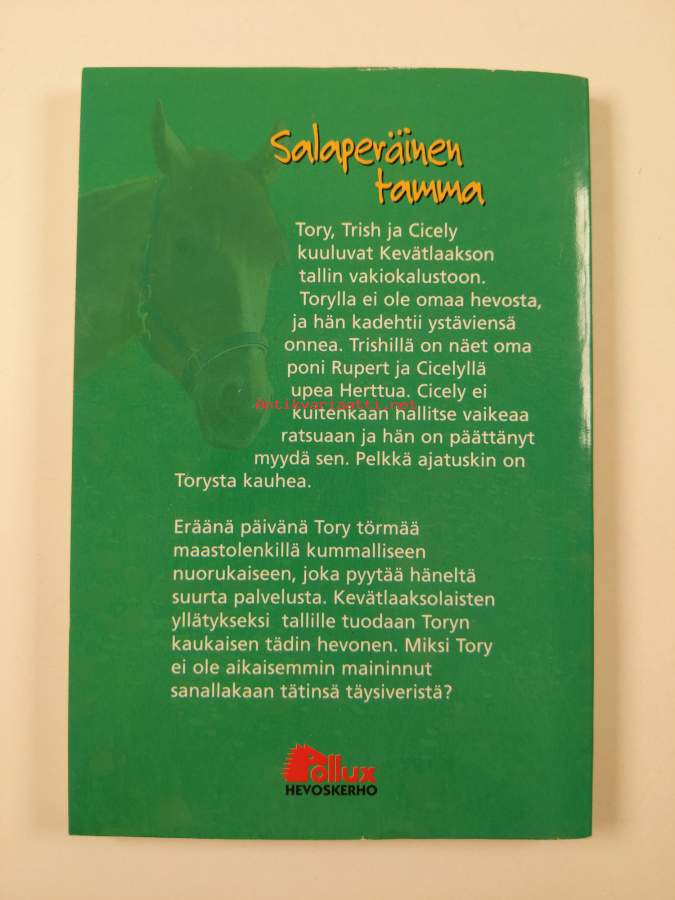 Salaperäinen
tamma
Tory, Trish ja Cicely
kuuluvat Kevätlaakson
tallin vakiokalustoon.
Torylla ei ole omaa hevosta,
ja hän kadehtii ystäviensä
onnea. Trishillä on näet oma
poni Rupert ja Cicelyllä
upea Herttua. Cicely ei
Antikvariaatti.net
kuitenkaan hallitse vaikeaa
ratsuaan ja hän on päättänyt
myydä sen. Pelkkä ajatuskin on
Torysta kauhea.
Eräänä päivänä Tory törmää
maastolenkillä kummalliseen
nuorukaiseen, joka pyytää häneltä
suurta palvelusta. Kevätlaaksolaisten
yllätykseksi tallille tuodaan Toryn
kaukaisen tädin hevonen. Miksi Tory
ei ole aikaisemmin maininnut
sanallakaan tätinsä täysiveristä?
Pollux
HEVOSKERHO